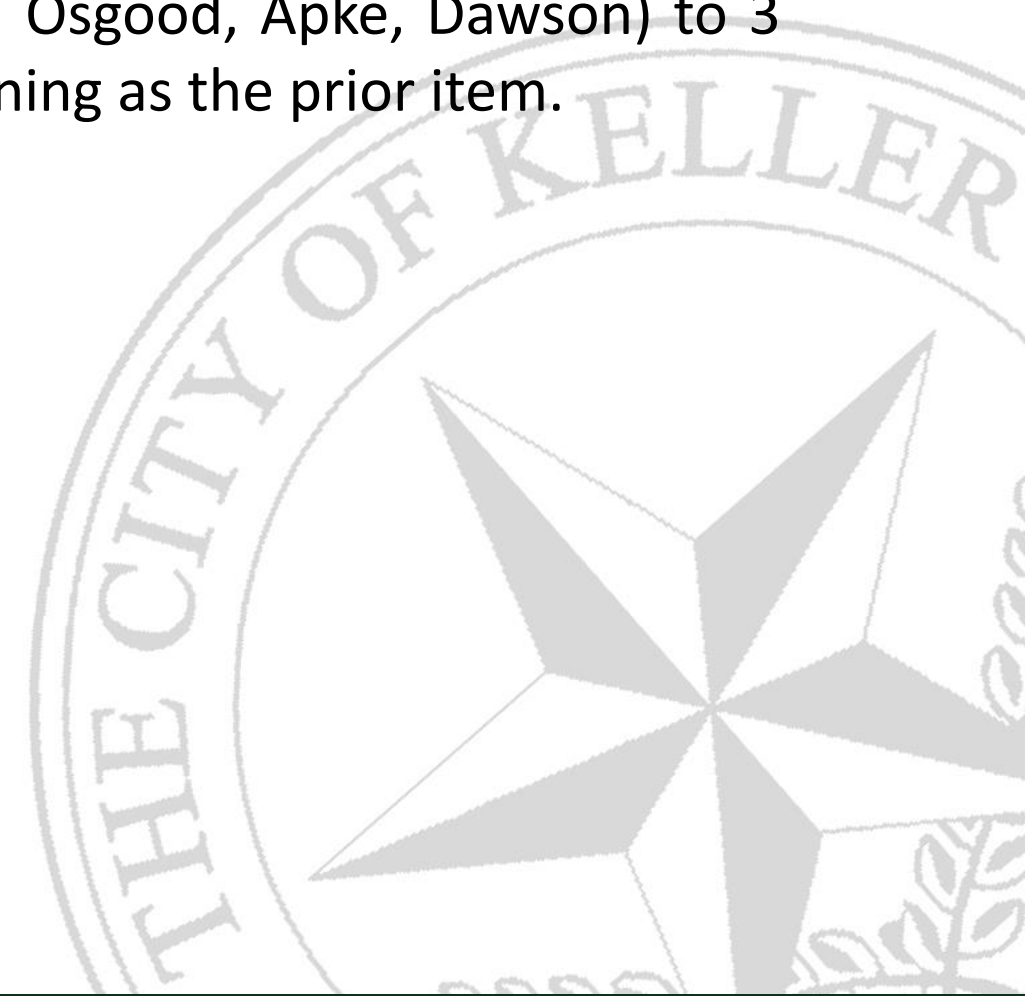 Osgood, Apke, Dawson) to 3
ning as the prior item.
THE CITY OF KELLER